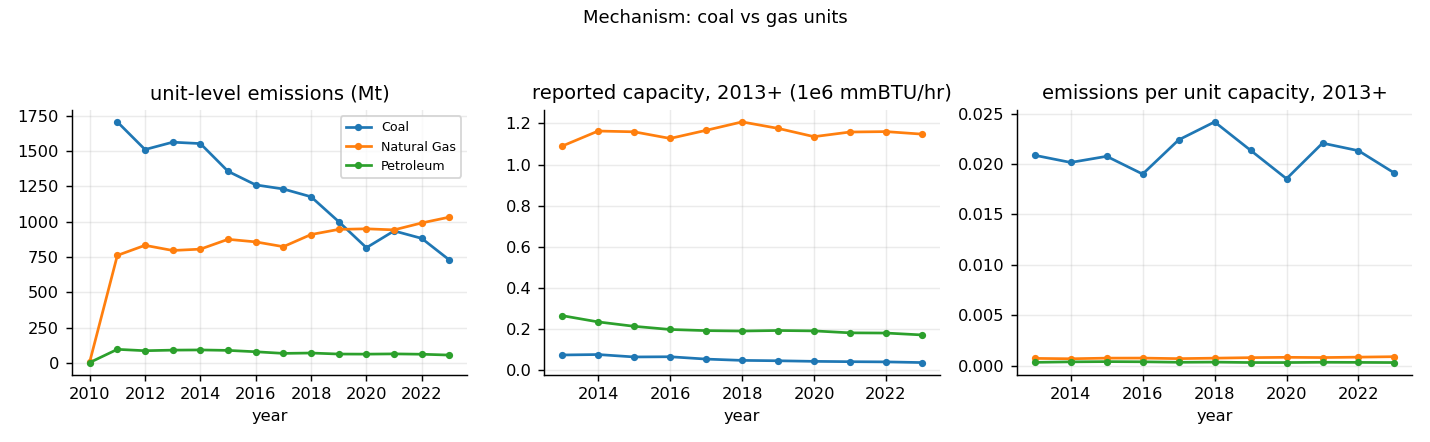 Mechanism: coal vs gas units
unit-level emissions (Mt)
1750
1500
1250
1000
750
500
250
0
2010 2012 2014 2016 2018 2020 2022
year
Coal
Natural Gas
Petroleum
reported capacity, 2013+ (1e6 mmBTU/hr)
1.2
1.0
0.8
0.6
0.4
0.2
0.0
2014 2016 2018 2020 2022
year
emissions per unit capacity, 2013+
0.025
0.020
0.015
0.010
0.005
0.000
2014 2016 2018 2020 2022
year